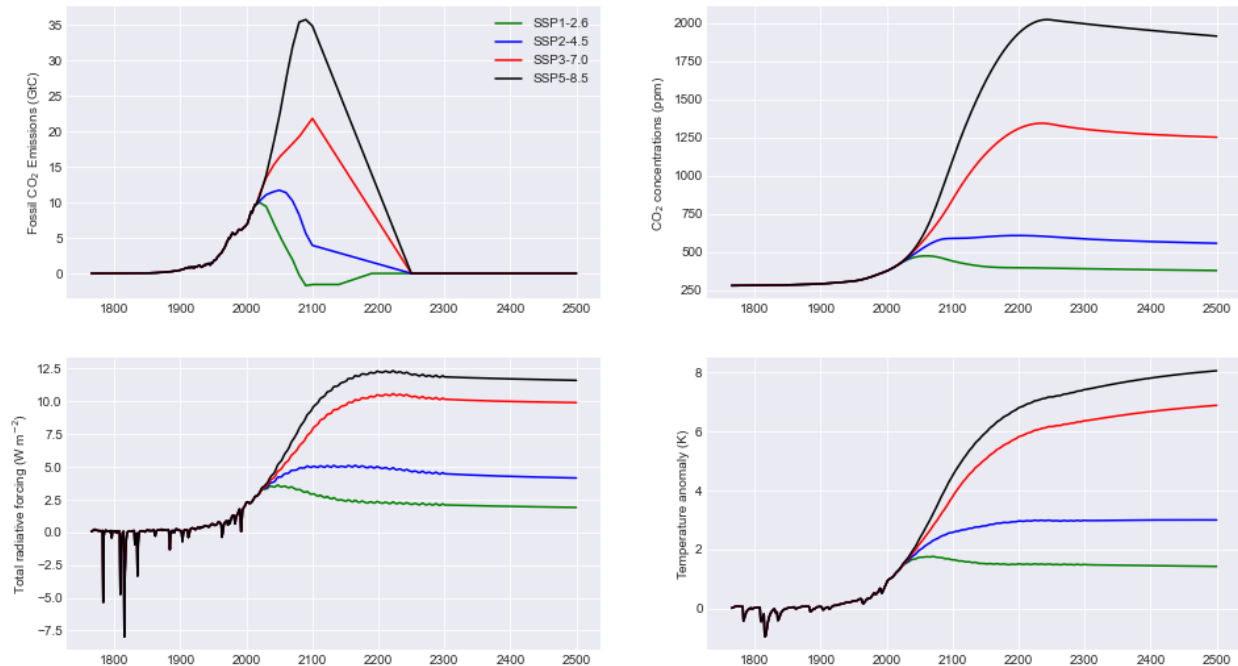 Fossil CO₂ Emissions (GtC)
35
30
25
20
15
10
5
0
SSP1-2.6
SSP2-4.5
SSP3-7.0
SSP5-8.5
1800 1900 2000 2100 2200 2300 2400 2500
CO₂ concentrations (ppm)
2000
1750
1500
1250
1000
750
500
250
1800 1900 2000 2100 2200 2300 2400 2500
Total radiative forcing (W m⁻²)
12.5
10.0
7.5
5.0
2.5
0.0
−2.5
−5.0
−7.5
1800 1900 2000 2100 2200 2300 2400 2500
Temperature anomaly (K)
8
6
4
2
0
1800 1900 2000 2100 2200 2300 2400 2500